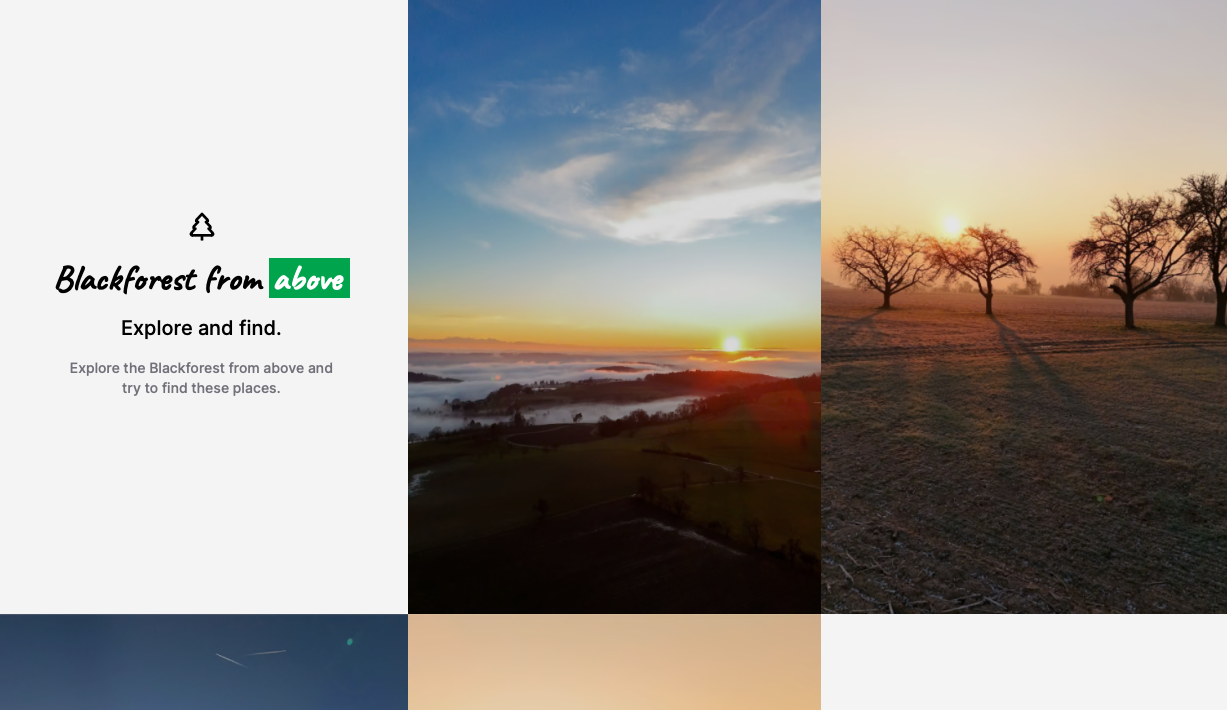 Blackforest from above
Explore and find.
Explore the Blackforest from above and
try to find these places.